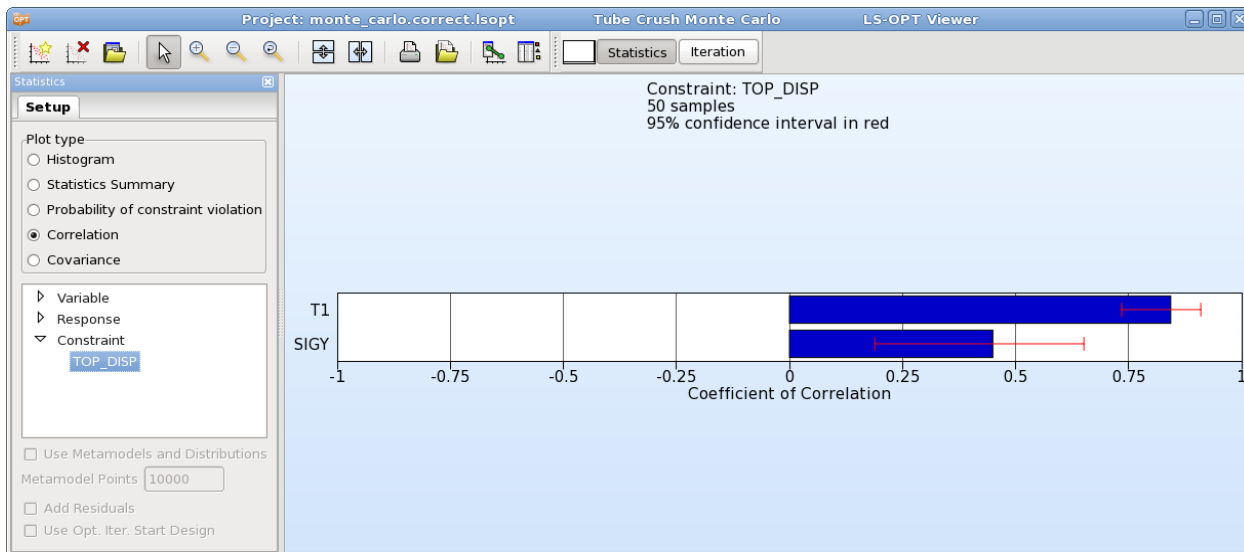 OPT Project: monte_carlo.correct.lsopt Tube Crush Monte Carlo LS-OPT Viewer
Statistics Iteration
Statistics
Setup
Plot type
Histogram
Statistics Summary
Probability of constraint violation
Correlation
Covariance
Variable
Response
Constraint
TOP_DISP
Use Metamodels and Distributions
Metamodel Points 10000
Add Residuals
Use Opt. Iter. Start Design
Constraint: TOP_DISP
50 samples
95% confidence interval in red
T1
SIGY
-1 -0.75 -0.5 -0.25 0 0.25 0.5 0.75 1
Coefficient of Correlation